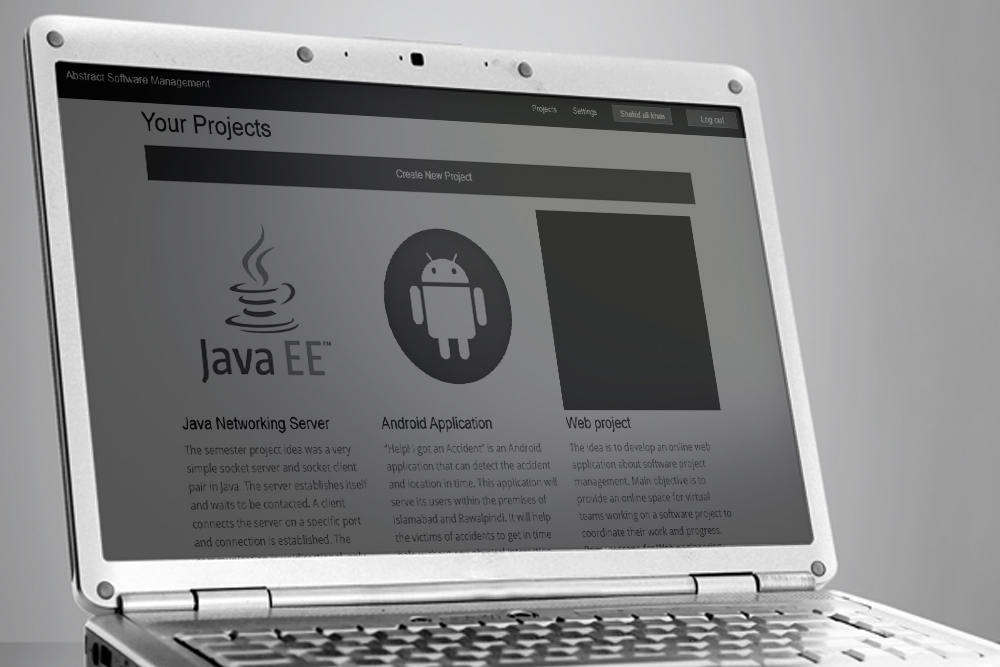 Abstract Software Management
Projects
Settings
Shahid ali khan
Log out
Your Projects
Create New Project
Java EE™
Java Networking Server
The semester project idea was a very
simple socket server and socket client
pair in Java. The server establishes itself
and waits to be contacted. A client
connects the server on a specific port
and connection is established. The
Android Application
"Help! I got an Accident" is an Android
application that can detect the accident
and location in time. This application will
serve its users within the premises of
Islamabad and Rawalpindi. It will help
the victims of accidents to get in time
Web project
The idea is to develop an online web
application about software project
management. Main objective is to
provide an online space for virtual
teams working on a software project to
coordinate their work and progress.